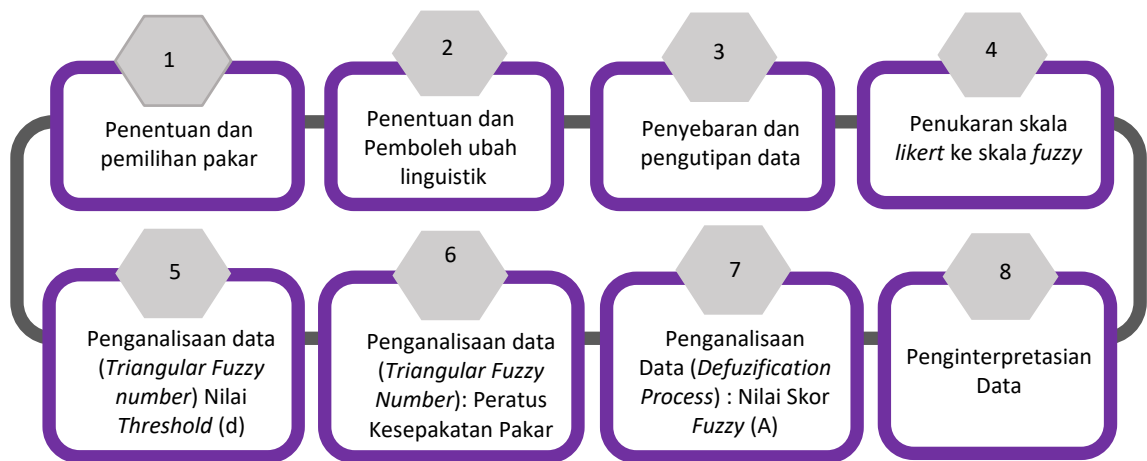 1
Penentuan dan
pemilihan pakar
2
Penentuan dan
Pemboleh ubah
linguistik
3
Penyebaran dan
pengutipan data
4
Penukaran skala
likert ke skala fuzzy
5
Penganalisaan data
(Triangular Fuzzy
number) Nilai
Threshold (d)
6
Penganalisaan data
(Triangular Fuzzy
Number): Peratus
Kesepakatan Pakar
7
Penganalisaan
Data (Defuzification
Process) : Nilai Skor
Fuzzy (A)
8
Penginterpretasian
Data